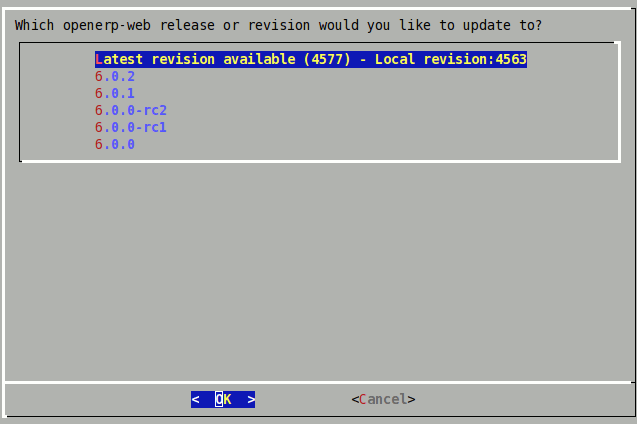 Which openerp-web release or revision would you like to update to?
Latest revision available (4577) - Local revision:4563
6.0.2
6.0.1
6.0.0-rc2
6.0.0-rc1
6.0.0
<  OK  > <Cancel>